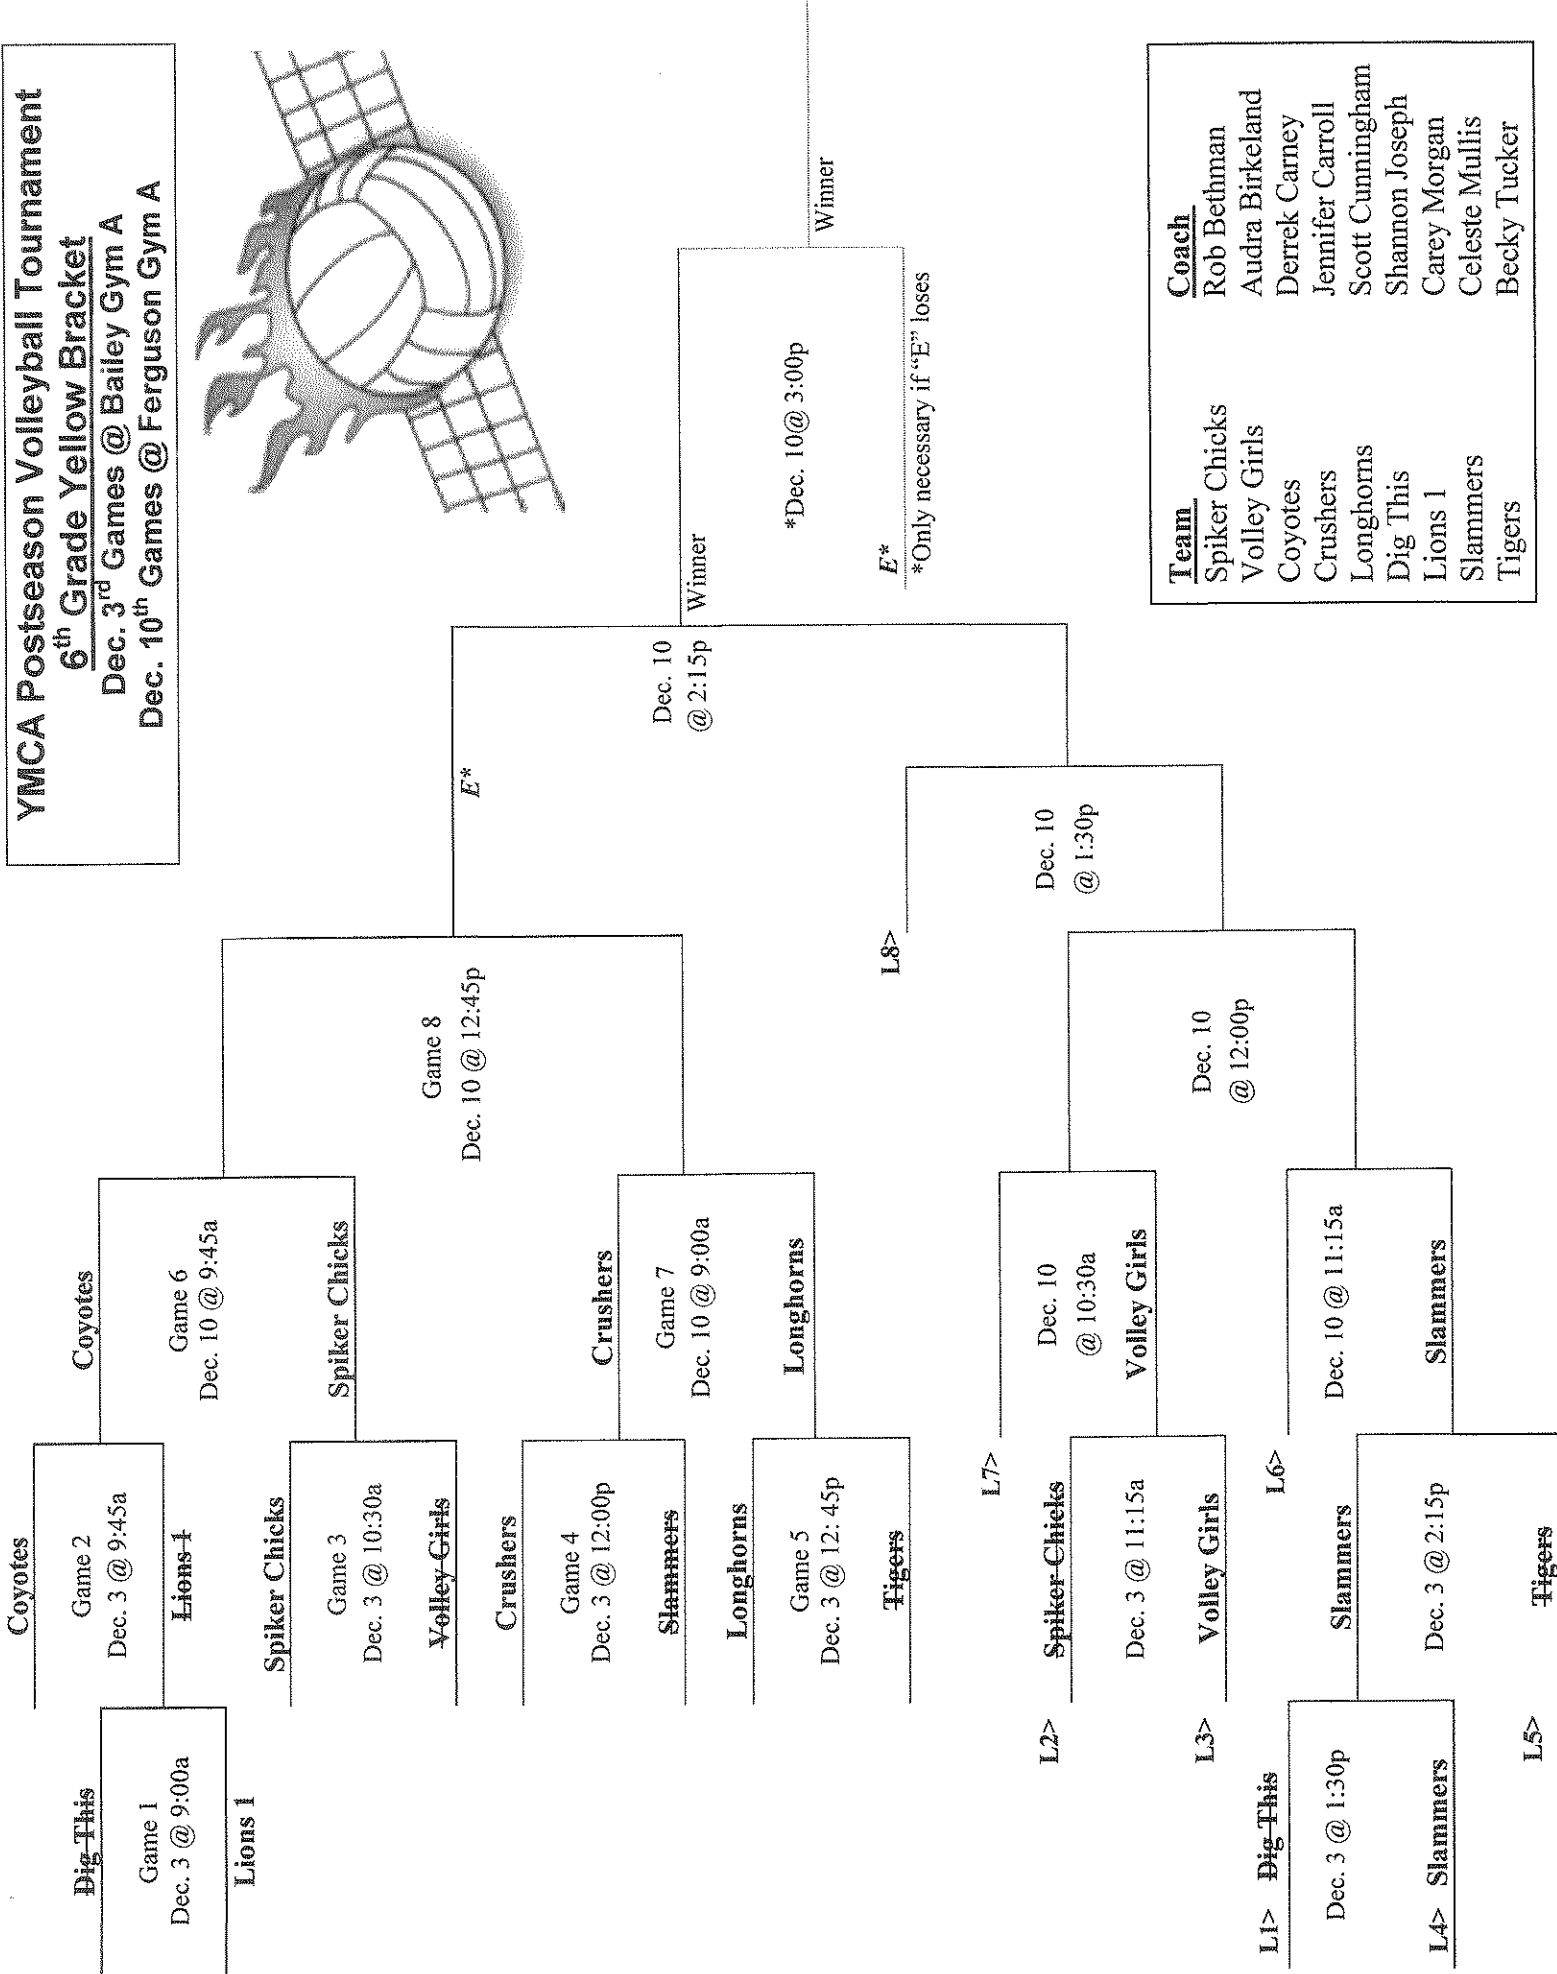 YMCA Postseason Volleyball Tournament
6th Grade Yellow Bracket
Dec. 3rd Games @ Bailey Gym A
Dec. 10th Games @ Ferguson Gym A
Dig This
Game 1
Dec. 3 @ 9:00a
Lions 1
Coyotes
Game 2
Dec. 3 @ 9:45a
Lions 1
Spiker Chicks
Game 3
Dec. 3 @ 10:30a
Volley Girls
Crushers
Game 4
Dec. 3 @ 12:00p
Slammers
Longhorns
Game 5
Dec. 3 @ 12: 45p
Tigers
Coyotes
Game 6
Dec. 10 @ 9:45a
Spiker Chicks
Crushers
Game 7
Dec. 10 @ 9:00a
Longhorns
Game 8
Dec. 10 @ 12:45p
E*
Dec. 10
@ 2:15p
Winner
*Dec. 10@ 3:00p
E*
*Only necessary if “E” loses
Winner
L1> Dig This
Dec. 3 @ 1:30p
L4> Slammers
L2> Spiker Chicks
Dec. 3 @ 11:15a
L3> Volley Girls
Slammers
Dec. 3 @ 2:15p
L5> Tigers
L7>
Dec. 10
@ 10:30a
Volley Girls
L6>
Dec. 10 @ 11:15a
Slammers
Dec. 10
@ 12:00p
L8>
Dec. 10
@ 1:30p
Team Coach
Spiker Chicks Rob Bethman
Volley Girls Audra Birkeland
Coyotes Derrek Carney
Crushers Jennifer Carroll
Longhorns Scott Cunningham
Dig This Shannon Joseph
Lions 1 Carey Morgan
Slammers Celeste Mullis
Tigers Becky Tucker